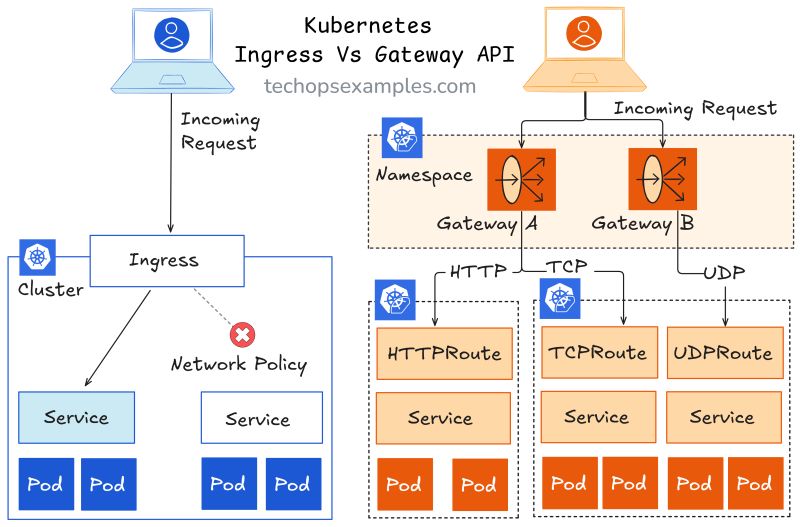 Kubernetes
Ingress Vs Gateway API
techopsexamples.com
Incoming
Request
Ingress
Cluster
Network Policy
Service
Service
Pod
Pod
Pod
Pod
Incoming Request
Namespace
Gateway A
Gateway B
HTTP
TCP
UDP
HTTPRoute
TCPRoute
UDPRoute
Service
Service
Service
Pod
Pod
Pod
Pod
Pod
Pod